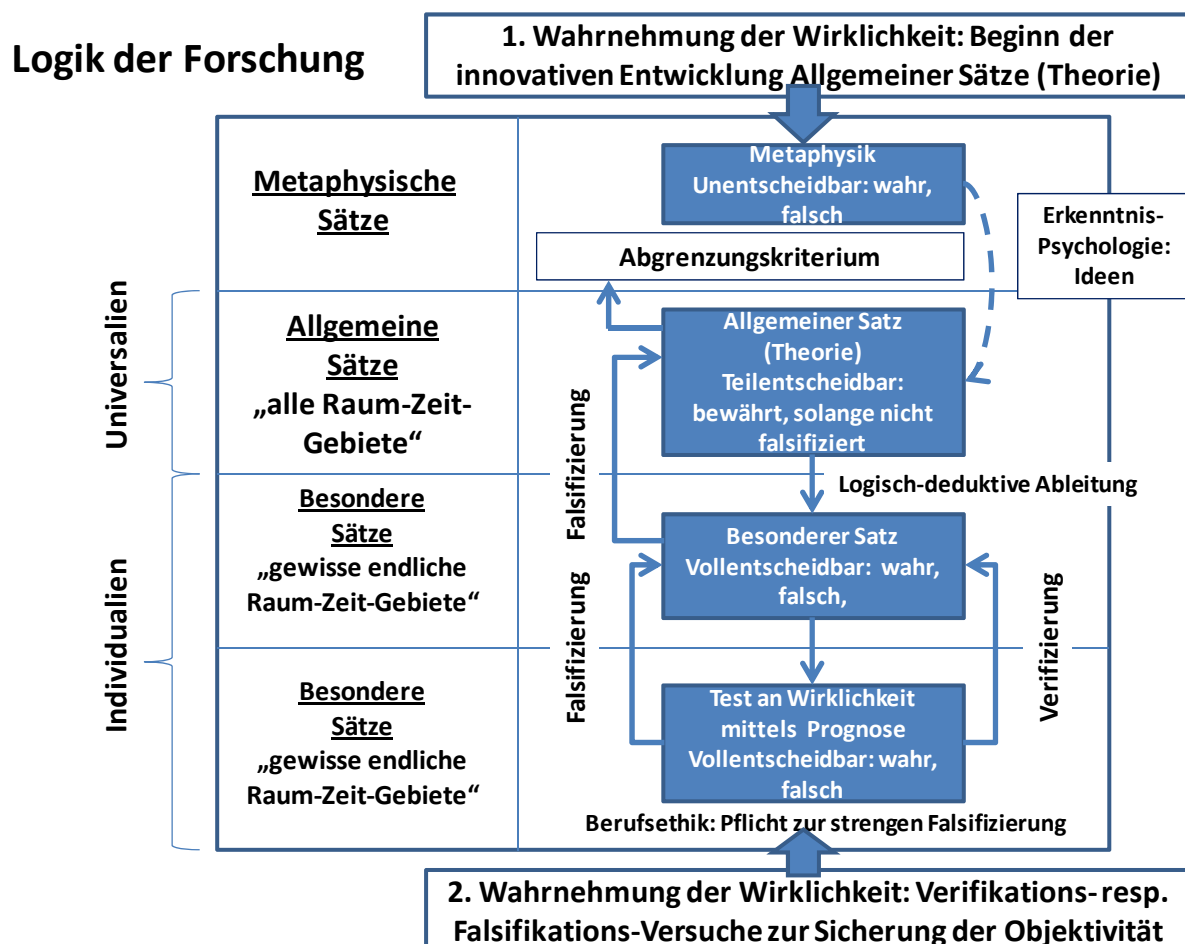 Logik der Forschung
1. Wahrnehmung der Wirklichkeit: Beginn der
innovativen Entwicklung Allgemeiner Sätze (Theorie)
Metaphysische
Sätze
Metaphysik
Unentscheidbar: wahr,
falsch
Erkenntnis-
Psychologie:
Ideen
Abgrenzungskriterium
Universalien
Allgemeine
Sätze
„alle Raum-Zeit-
Gebiete“
Allgemeiner Satz
(Theorie)
Teilentscheidbar:
bewährt, solange nicht
falsifiziert
Falsifizierung
Logisch-deduktive Ableitung
Individualien
Besondere
Sätze
„gewisse endliche
Raum-Zeit-Gebiete“
Besonderer Satz
Vollentscheidbar: wahr,
falsch,
Falsifizierung
Verifizierung
Besondere
Sätze
„gewisse endliche
Raum-Zeit-Gebiete“
Test an Wirklichkeit
mittels Prognose
Vollentscheidbar: wahr,
falsch
Berufsethik: Pflicht zur strengen Falsifizierung
2. Wahrnehmung der Wirklichkeit: Verifikations- resp.
Falsifikations-Versuche zur Sicherung der Objektivität